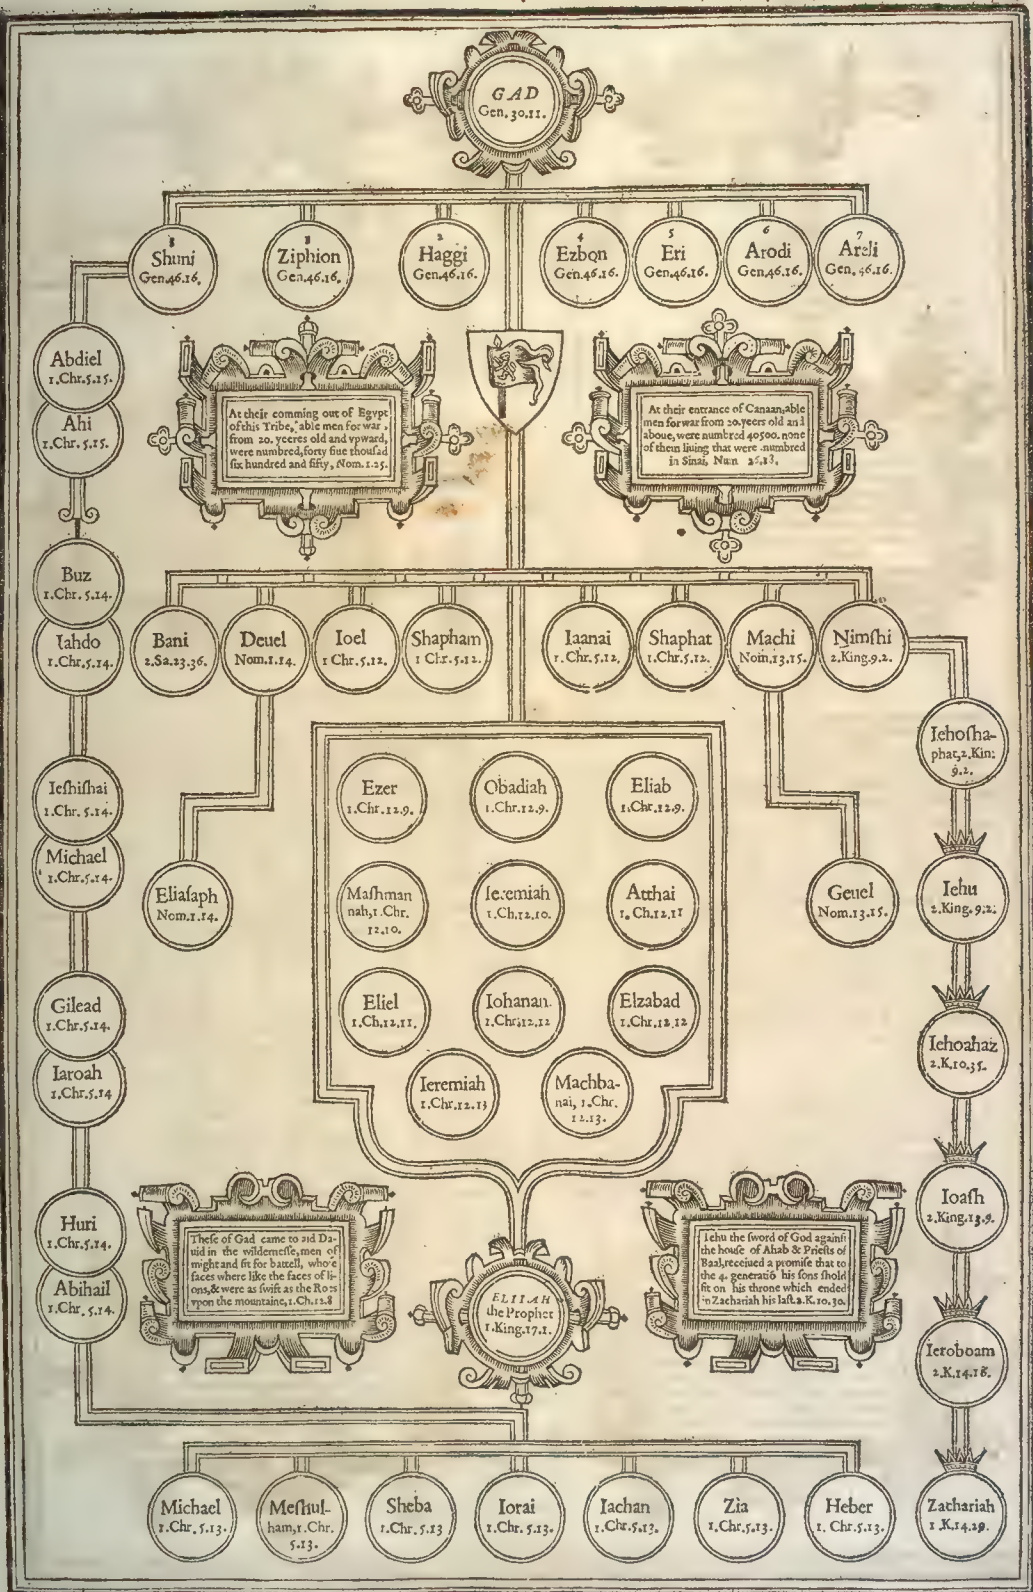 GAD
Gen. 30.11.
Shuni
Gen.46.16.
Ziphion
Gen.46.16.
2
Haggi
Gen.46.16.
4
Ezbon
Gen.46.16.
5
Eri
Gen.46.16.
6
Arodi
Gen.46.16.
7
Areli
Gen. 46.16.
Abdiel
1.Chr.5.15.
Ahi
1.Chr.5.15.
At their comming out of Egypt
of this Tribe, able men for war,
from 20. yeeres old and vpward,
were numbred, forty fiue thousãd
six hundred and fifty, Nom.1.25.
At their entrance of Canaan, able
men for war from 20.yeers old and
aboue, were numbred 40500. none
of them liuing that were numbred
in Sinai, Num
Buz
1.Chr. 5.14.
Iahdo
1.Chr.5.14.
Bani
2.Sa.23.36.
Deuel
Nom.1.14.
Ioel
1 Chr.5.12.
Shapham
1 Chr.5.12.
Iaanai
1.Chr.5.12.
Shaphat
1.Chr.5.12.
Machi
Nom.13.15.
Nimſhi
2.King.9.2.
Iehoſha-
phat,2.Kin:
9.2.
Ieſhiſhai
1.Chr.5.14.
Michael
1.Chr.5.14.
Ezer
1.Chr.12.9.
Obadiah
1.Chr.12.9.
Eliab
1.Chr.12.9.
Eliaſaph
Nom.1.14.
Maſhman
nah,1.Chr.
12.10.
Ieremiah
1.Ch.12.10.
Atthai
1.Ch.12.11
Geuel
Nom.13.15.
Iehu
2.King.9.2.
Gilead
1.Chr.5.14.
Iaroah
1.Chr.5.14
Eliel
1.Ch.12.11.
Iohanan.
1.Chr.12.12
Elzabad
1.Chr.12.12
Iehoahaz
2.K.10.35.
Ieremiah
1.Chr.12.13
Machba-
nai, 1.Chr.
12.13.
Huri
1.Chr.5.14.
Abihail
1.Chr.5.14.
Theſe of Gad came to aid Da-
uid in the wilderneſſe, men of
might and fit for battell, whoſe
faces where like the faces of li-
ons,& were as ſwift as the Roes
vpon the mountaine,1.Ch.12.8
ELIIAH
the Prophet
1.King.17.1.
Iehu the ſword of God againſt
the houſe of Ahab & Prieſts of
Baal, receiued a promiſe that to
the 4. generatiõ his ſons ſhold
ſit on his throne which ended
in Zachariah his laſt.2.K.10.30.
Ioaſh
2.King.13.9.
Ieroboam
2.K.14.16.
Michael
1.Chr.5.13.
Meſhul-
ham,1.Chr.
5.13.
Sheba
1.Chr.5.13
Iorai
1.Chr.5.13.
Iachan
1.Chr.5.13.
Zia
1.Chr.5.13.
Heber
1.Chr.5.13.
Zachariah
1.K.14.29.